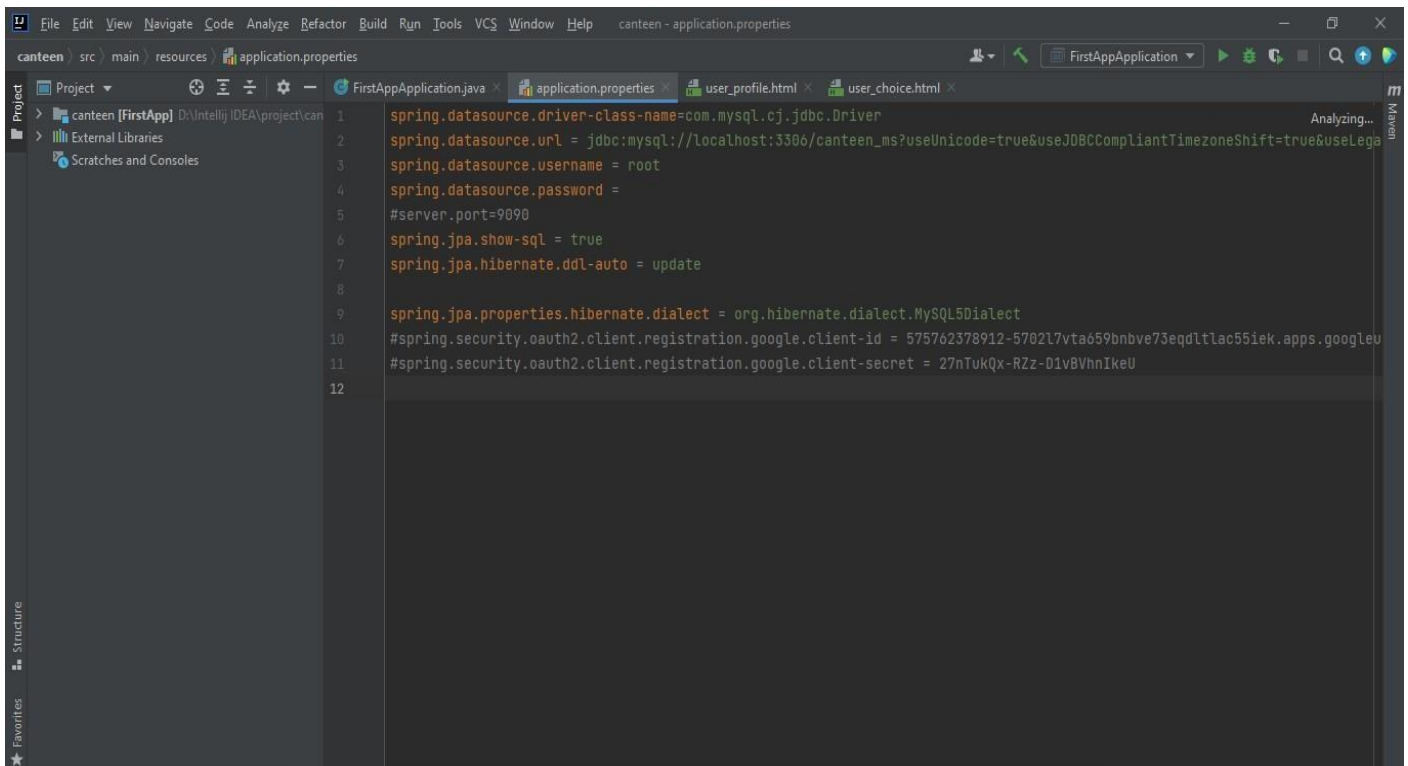 File Edit View Navigate Code Analyze Refactor Build Run Tools VCS Window Help canteen - application.properties
canteen src main resources application.properties FirstAppApplication
Project FirstAppApplication.java application.properties user_profile.html user_choice.html
canteen [FirstApp] D:\Intellij IDEA\project\can
External Libraries
Scratches and Consoles
Analyzing...
1 spring.datasource.driver-class-name=com.mysql.cj.jdbc.Driver
2 spring.datasource.url = jdbc:mysql://localhost:3306/canteen_ms?useUnicode=true&useJDBCCompliantTimezoneShift=true&useLega
3 spring.datasource.username = root
4 spring.datasource.password =
5 #server.port=9090
6 spring.jpa.show-sql = true
7 spring.jpa.hibernate.ddl-auto = update
8
9 spring.jpa.properties.hibernate.dialect = org.hibernate.dialect.MySQL5Dialect
10 #spring.security.oauth2.client.registration.google.client-id = 575762378912-5702l7vta659bnbve73eqdltlac55iek.apps.googleu
11 #spring.security.oauth2.client.registration.google.client-secret = 27nTukQx-RZz-D1vBVhnIkeU
12
Project
Structure
Favorites
Maven